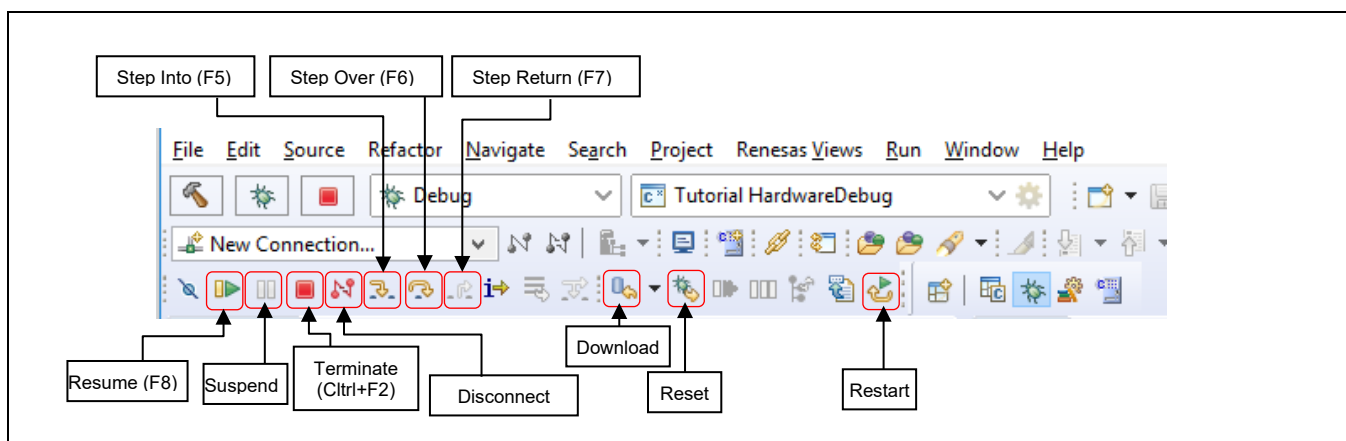 Step Into (F5) Step Over (F6) Step Return (F7)
File Edit Source Refactor Navigate Search Project Renesas Views Run Window Help
Debug Tutorial HardwareDebug
New Connection...
Resume (F8)
Suspend
Terminate
(Cltrl+F2)
Disconnect
Download
Reset
Restart